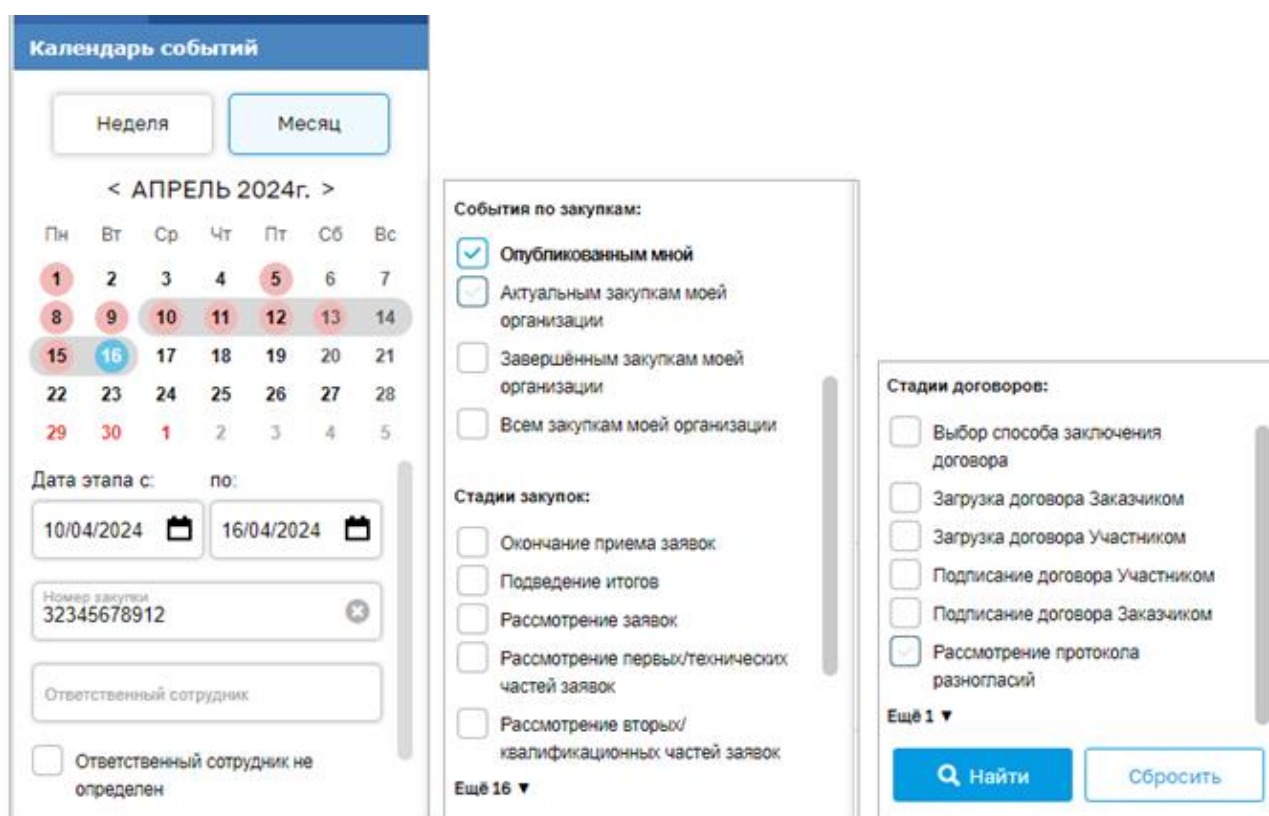 Календарь событий
Неделя
Месяц
< АПРЕЛЬ 2024г. >
Пн Вт Ср Чт Пт Сб Вс
1 2 3 4 5 6 7
8 9 10 11 12 13 14
15 16 17 18 19 20 21
22 23 24 25 26 27 28
29 30 1 2 3 4 5
Дата этапа с: по:
10/04/2024 16/04/2024
Номер закупки
32345678912
Ответственный сотрудник
Ответственный сотрудник не
определен
События по закупкам:
Опубликованным мной
Актуальным закупкам моей
организации
Завершённым закупкам моей
организации
Всем закупкам моей организации
Стадии закупок:
Окончание приема заявок
Подведение итогов
Рассмотрение заявок
Рассмотрение первых/технических
частей заявок
Рассмотрение вторых/
квалификационных частей заявок
Ещё 16 ▼
Стадии договоров:
Выбор способа заключения
договора
Загрузка договора Заказчиком
Загрузка договора Участником
Подписание договора Участником
Подписание договора Заказчиком
Рассмотрение протокола
разногласий
Ещё 1 ▼
Найти
Сбросить